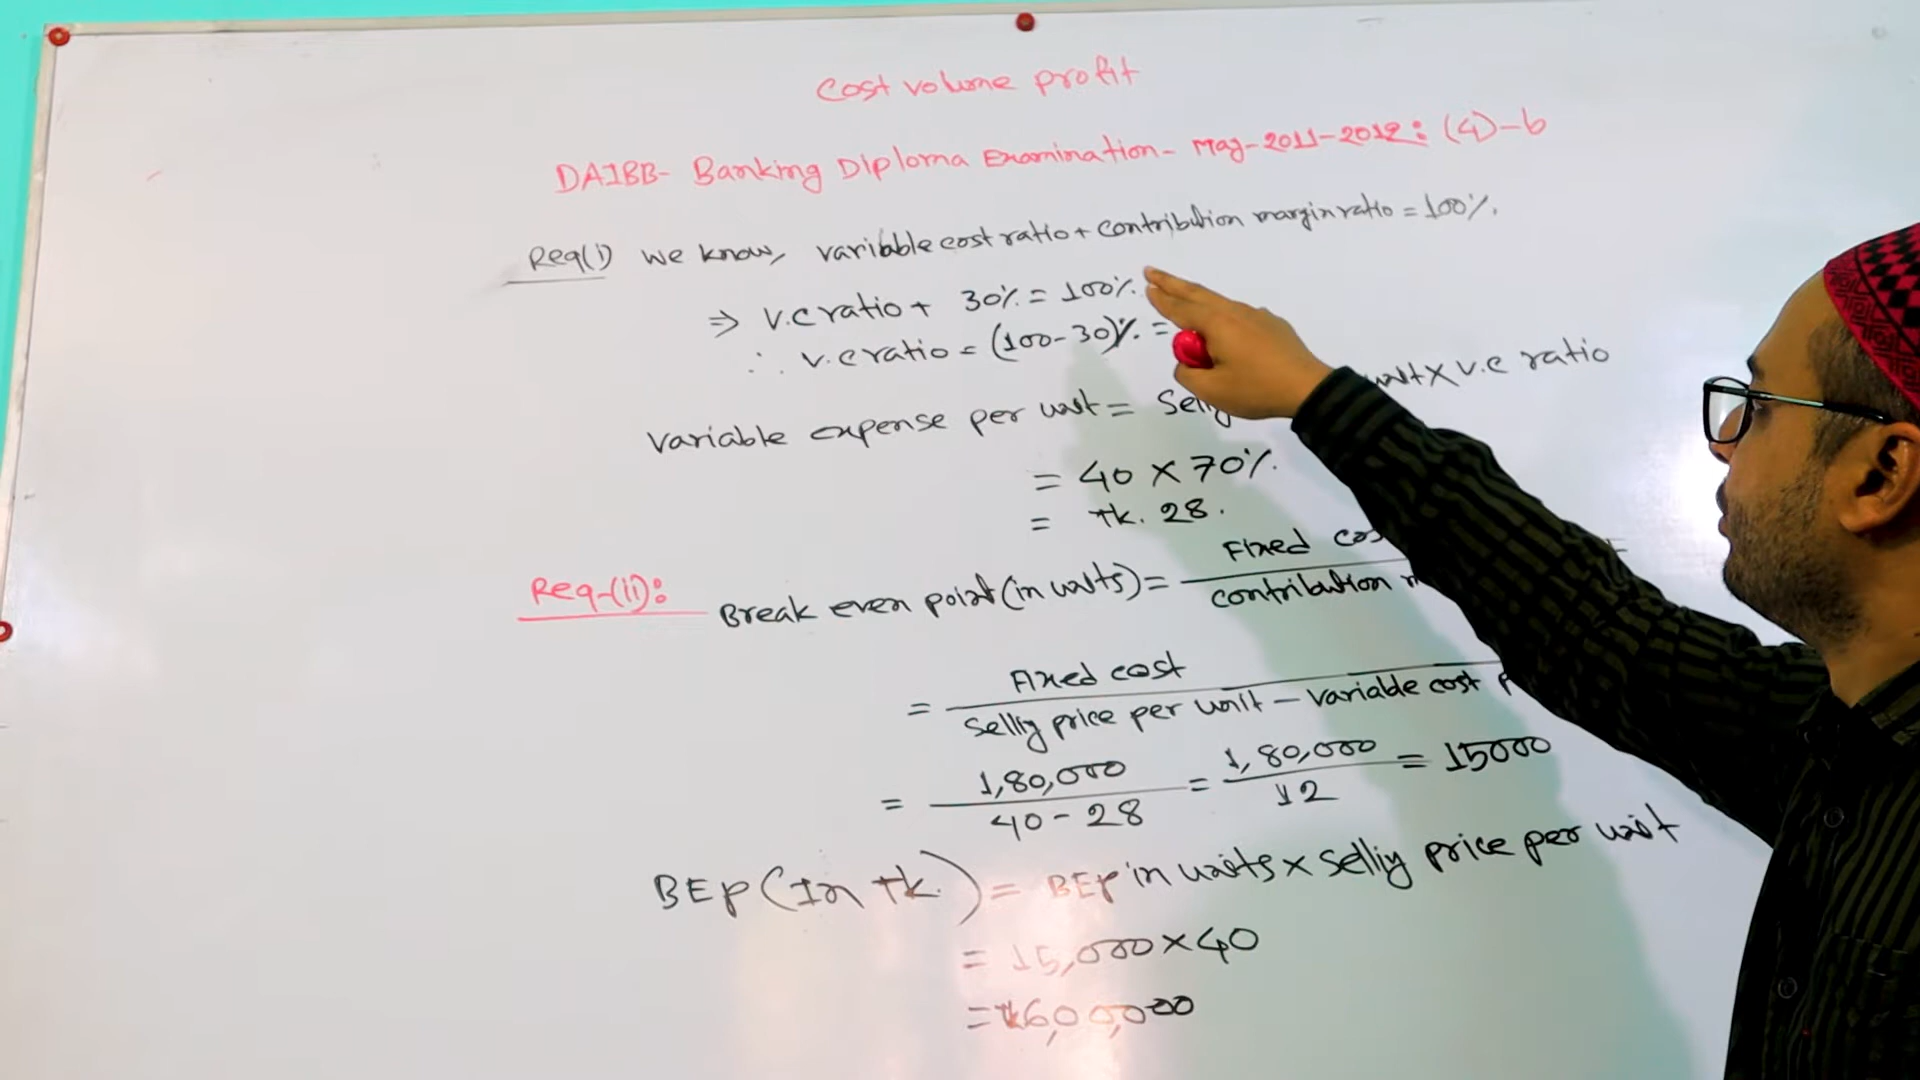 Cost volume profit
DAIBB- Banking Diploma Examination- May-2011-2012: (4)-b
Req(i) We know, variable cost ratio + contribution margin ratio = 100%.
⇒ V.C ratio + 30% = 100%.
∴ V.C ratio = (100-30)% =
Variable expense per unit = × V.C ratio
= 40 × 70%.
= Tk. 28.
Req-(ii): Break even point (in units) = Fixed
contribution
= Fixed cost
Selling price per unit - variable cost
= 1,80,000 = 1,80,000 = 15000
40 - 28 12
BEP (In Tk.) = BEP in units × Selling price per unit
= 15,000 × 40
= tk6,00,000